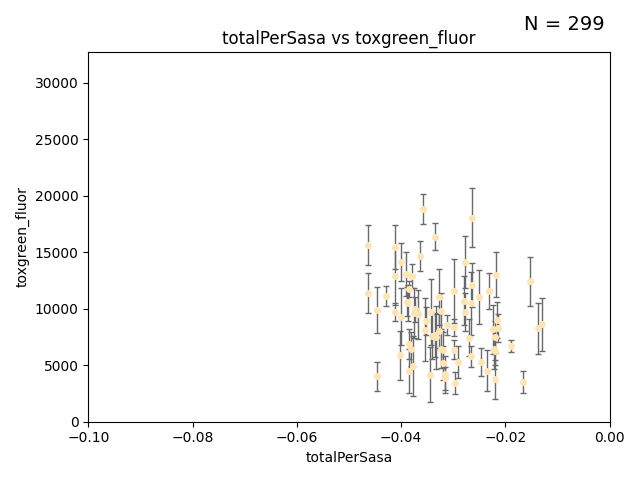 N = 299
totalPerSasa vs toxgreen_fluor
30000
25000
20000
15000
10000
5000
0
toxgreen_fluor
−0.10 −0.08 −0.06 −0.04 −0.02 0.00
totalPerSasa